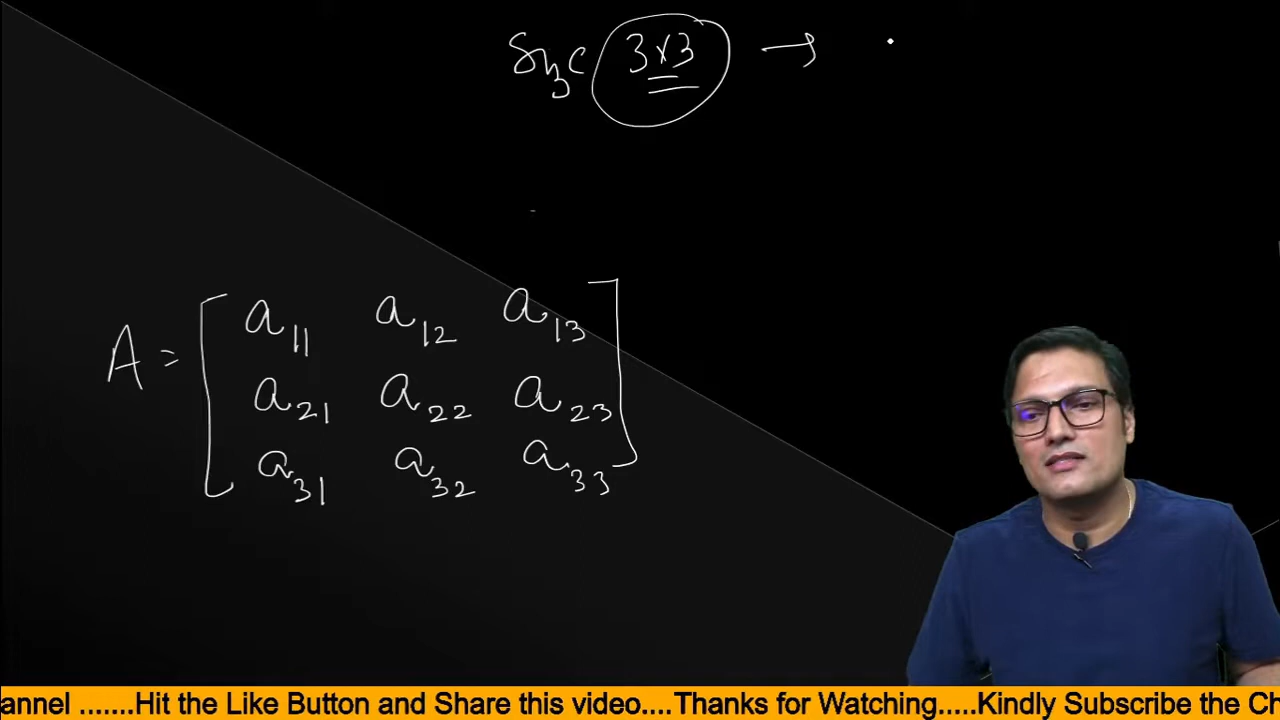 Size 3x3 →
A = [ a11 a12 a13
a21 a22 a23
a31 a32 a33 ]
annel .......Hit the Like Button and Share this video....Thanks for Watching.....Kindly Subscribe the Ch